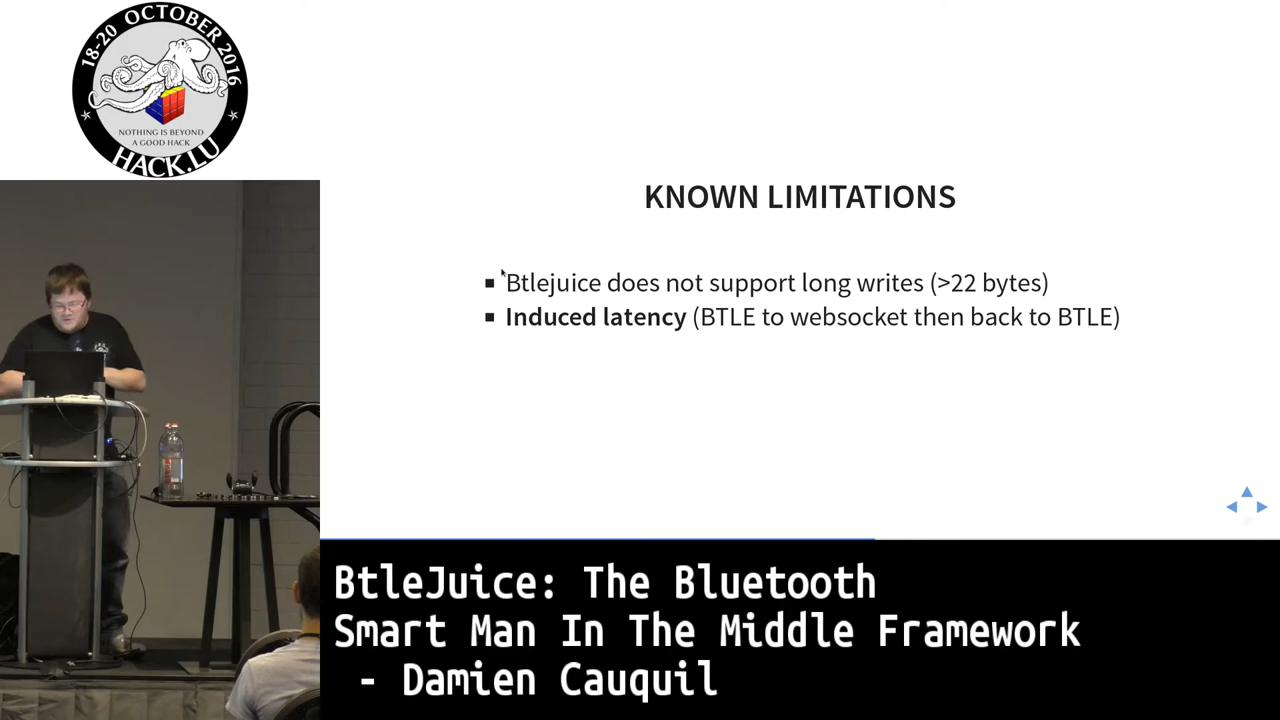 18-20 OCTOBER 2016
NOTHING IS BEYOND
A GOOD HACK
HACK.LU
KNOWN LIMITATIONS
Btlejuice does not support long writes (>22 bytes)
Induced latency (BTLE to websocket then back to BTLE)
BtleJuice: The Bluetooth
Smart Man In The Middle Framework
- Damien Cauquil